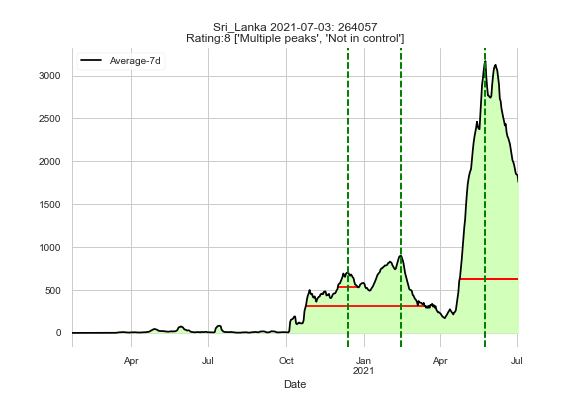 Sri_Lanka 2021-07-03: 264057
Rating:8 ['Multiple peaks', 'Not in control']
Average-7d
3000
2500
2000
1500
1000
500
0
Apr Jul Oct Jan Apr Jul
2021
Date